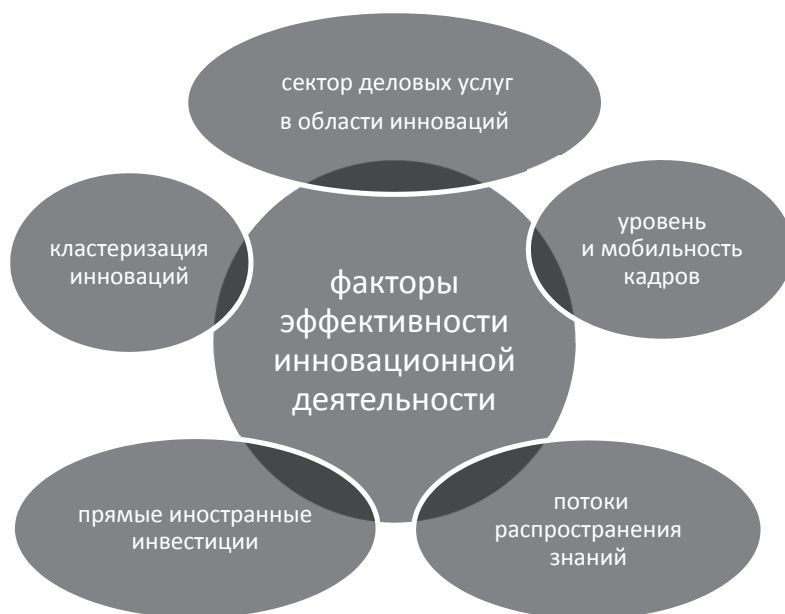 сектор деловых услуг
в области инноваций
уровень
и мобильность
кадров
кластеризация
инноваций
факторы
эффективности
инновационной
деятельности
прямые иностранные
инвестиции
потоки
распространения
знаний